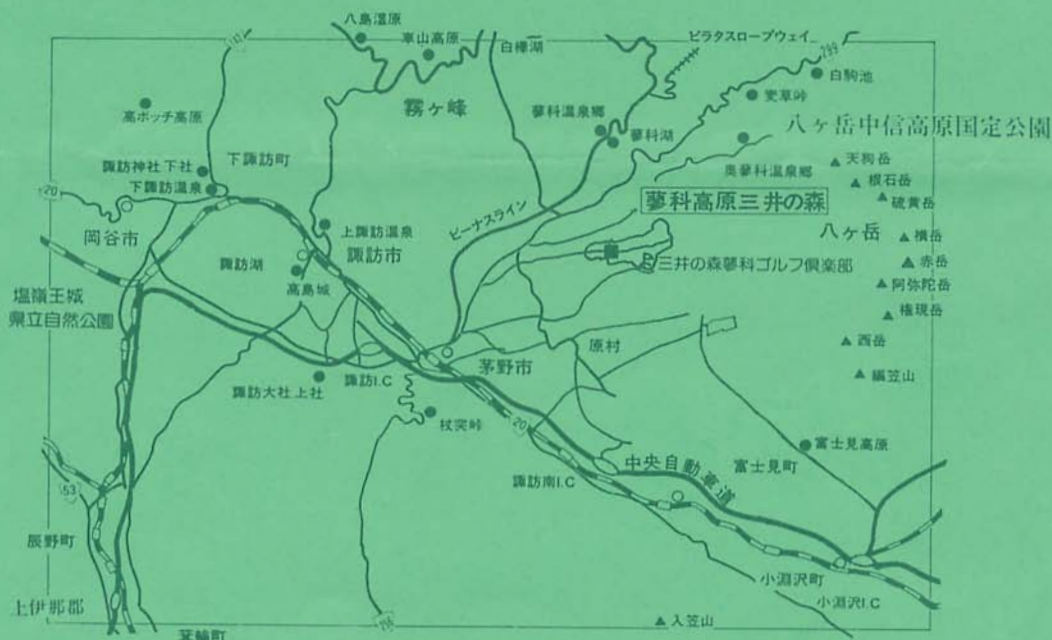 八島湿原
車山高原
白樺湖
ピラタスロープウェイ
299
白駒池
麦草峠
高ボッチ高原
霧ヶ峰
蓼科温泉郷
蓼科湖
八ヶ岳中信高原国定公園
奥蓼科温泉郷
天狗岳
根石岳
硫黄岳
諏訪神社下社
下諏訪町
下諏訪温泉
20
岡谷市
上諏訪温泉
諏訪市
ビーナスライン
蓼科高原三井の森
八ヶ岳
横岳
赤岳
三井の森蓼科ゴルフ倶楽部
諏訪湖
高島城
阿弥陀岳
権現岳
塩嶺王城
県立自然公園
原村
西岳
編笠山
茅野市
諏訪I.C
諏訪大社上社
杖突峠
20
富士見高原
中央自動車道
富士見町
諏訪南I.C
153
辰野町
小淵沢町
小淵沢I.C
上伊那郡
箕輪町
入笠山